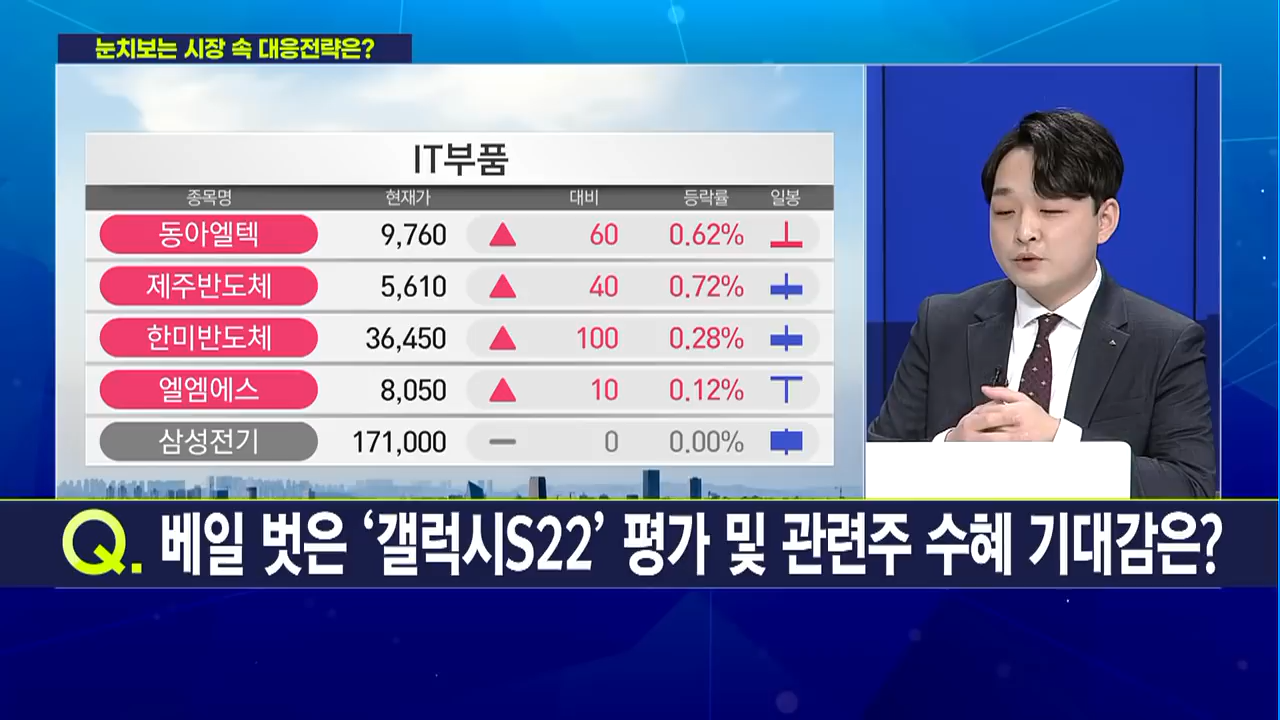 눈치보는 시장 속 대응전략은?
IT부품
종목명 현재가 대비 등락률 일봉
동아엘텍 9,760 ▲ 60 0.62%
제주반도체 5,610 ▲ 40 0.72%
한미반도체 36,450 ▲ 100 0.28%
엘엠에스 8,050 ▲ 10 0.12%
삼성전기 171,000 － 0 0.00%
Q. 베일 벗은 ‘갤럭시S22’ 평가 및 관련주 수혜 기대감은?